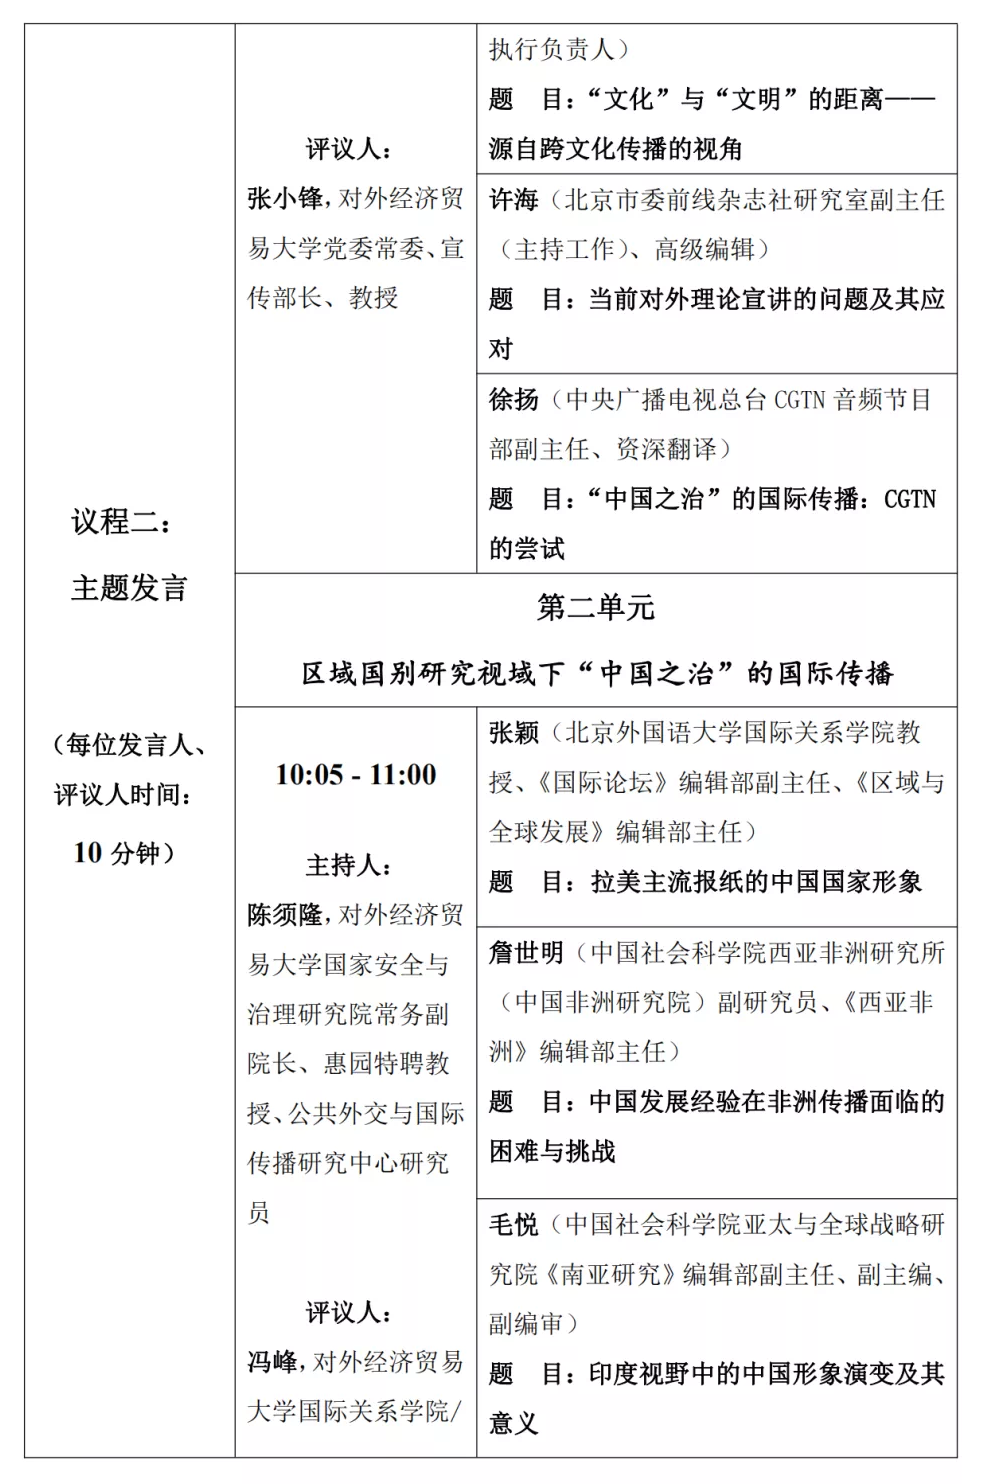 议程二：
主题发言
（每位发言人、
评议人时间：
10 分钟）
评议人：
张小锋，对外经济贸
易大学党委常委、宣
传部长、教授
执行负责人）
题　目：“文化”与“文明”的距离——
源自跨文化传播的视角
许海（北京市委前线杂志社研究室副主任
（主持工作）、高级编辑）
题　目：当前对外理论宣讲的问题及其应
对
徐扬（中央广播电视总台 CGTN 音频节目
部副主任、资深翻译）
题　目：“中国之治”的国际传播：CGTN
的尝试
第二单元
区域国别研究视域下“中国之治”的国际传播
10:05 - 11:00
主持人：
陈须隆，对外经济贸
易大学国家安全与
治理研究院常务副
院长、惠园特聘教
授、公共外交与国际
传播研究中心研究
员
评议人：
冯峰，对外经济贸易
大学国际关系学院/
张颖（北京外国语大学国际关系学院教
授、《国际论坛》编辑部副主任、《区域与
全球发展》编辑部主任）
题　目：拉美主流报纸的中国国家形象
詹世明（中国社会科学院西亚非洲研究所
（中国非洲研究院）副研究员、《西亚非
洲》编辑部主任）
题　目：中国发展经验在非洲传播面临的
困难与挑战
毛悦（中国社会科学院亚太与全球战略研
究院《南亚研究》编辑部副主任、副主编、
副编审）
题　目：印度视野中的中国形象演变及其
意义